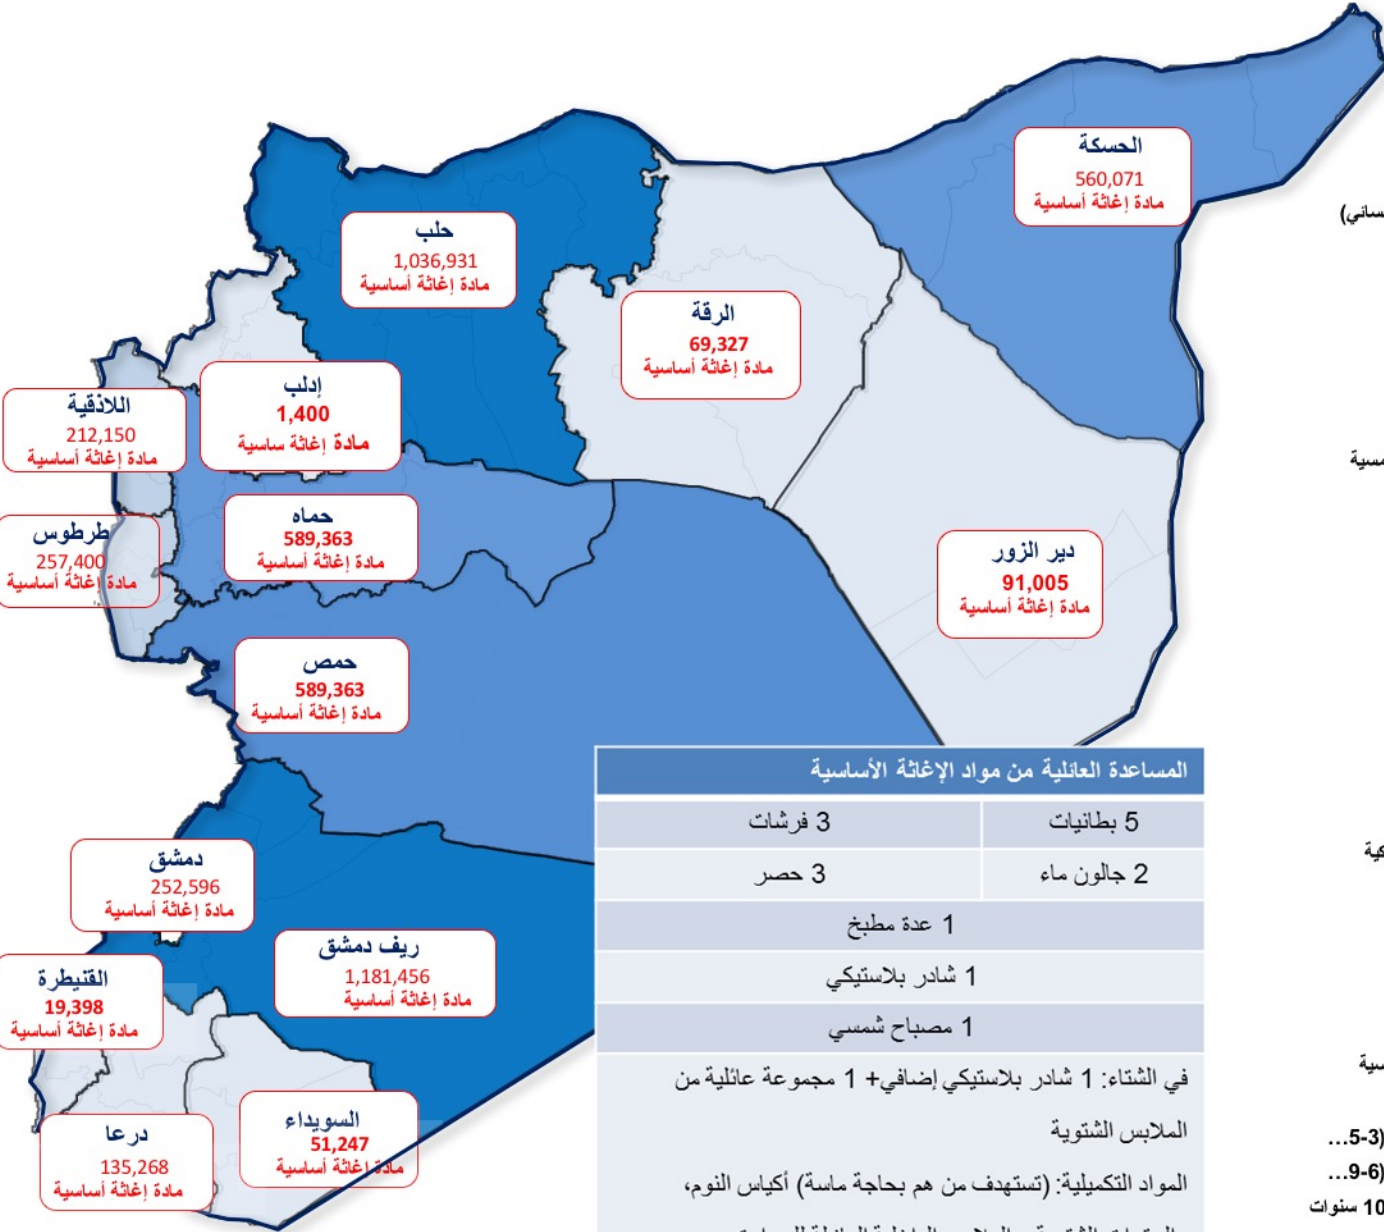 الحسكة
560,071
مادة إغاثة أساسية
حلب
1,036,931
مادة إغاثة أساسية
الرقة
69,327
مادة إغاثة أساسية
إدلب
1,400
مادة إغاثة ساسية
اللاذقية
212,150
مادة إغاثة أساسية
حماه
589,363
مادة إغاثة أساسية
طرطوس
257,400
مادة إغاثة أساسية
دير الزور
91,005
مادة إغاثة أساسية
حمص
589,363
مادة إغاثة أساسية
دمشق
252,596
مادة إغاثة أساسية
ريف دمشق
1,181,456
مادة إغاثة أساسية
القنيطرة
19,398
مادة إغاثة أساسية
السويداء
51,247
مادة إغاثة أساسية
درعا
135,268
مادة إغاثة أساسية
المساعدة العائلية من مواد الإغاثة الأساسية
5 بطانيات 3 فرشات
2 جالون ماء 3 حصر
1 عدة مطبخ
1 شادر بلاستيكي
1 مصباح شمسي
في الشتاء: 1 شادر بلاستيكي إضافي+ 1 مجموعة عائلية من
الملابس الشتوية
المواد التكميلية: (تستهدف من هم بحاجة ماسة) أكياس النوم،
(3-5...
(6-9...
10 سنوات